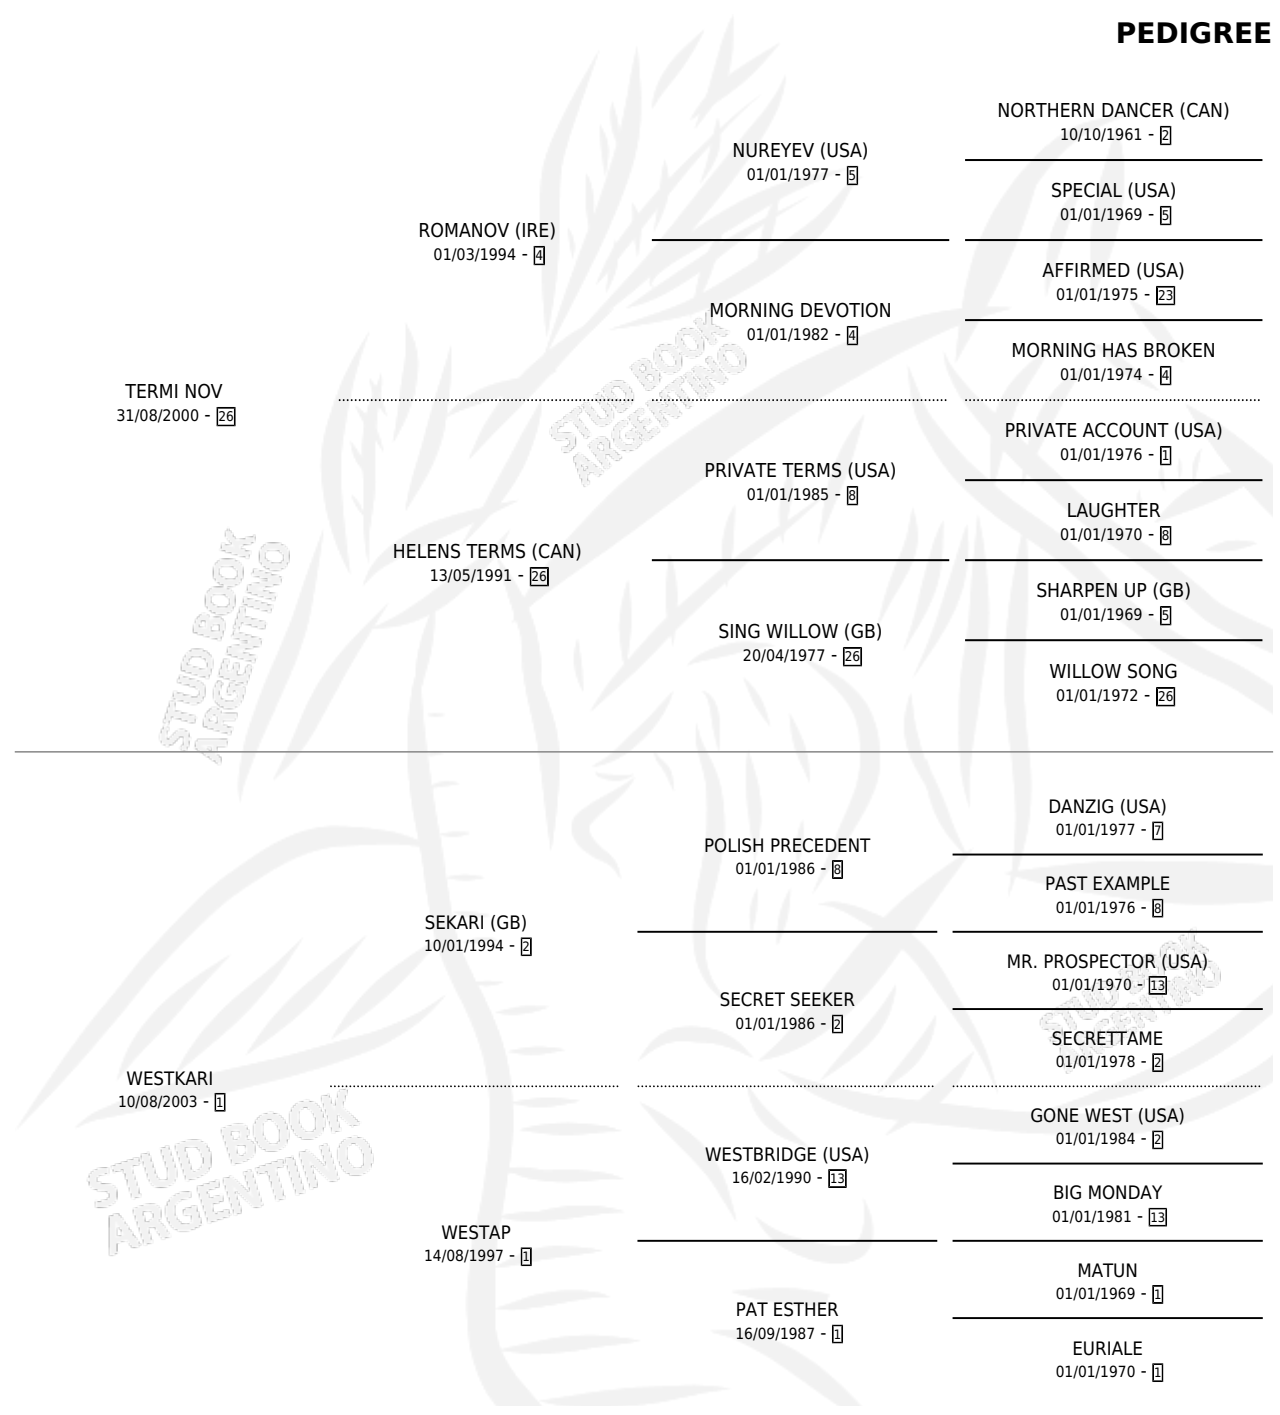 PEDIGREE
NORTHERN DANCER (CAN)
10/10/1961 - 2
NUREYEV (USA)
01/01/1977 - 5
SPECIAL (USA)
01/01/1969 - 5
ROMANOV (IRE)
01/03/1994 - 4
AFFIRMED (USA)
01/01/1975 - 23
MORNING DEVOTION
01/01/1982 - 4
MORNING HAS BROKEN
01/01/1974 - 4
TERMI NOV
31/08/2000 - 26
PRIVATE ACCOUNT (USA)
01/01/1976 - 1
PRIVATE TERMS (USA)
01/01/1985 - 8
LAUGHTER
01/01/1970 - 8
HELENS TERMS (CAN)
13/05/1991 - 26
SHARPEN UP (GB)
01/01/1969 - 5
SING WILLOW (GB)
20/04/1977 - 26
WILLOW SONG
01/01/1972 - 26
DANZIG (USA)
01/01/1977 - 7
POLISH PRECEDENT
01/01/1986 - 8
PAST EXAMPLE
01/01/1976 - 8
SEKARI (GB)
10/01/1994 - 2
MR. PROSPECTOR (USA)
01/01/1970 - 13
SECRET SEEKER
01/01/1986 - 2
SECRETTAME
01/01/1978 - 2
WESTKARI
10/08/2003 - 1
GONE WEST (USA)
01/01/1984 - 2
WESTBRIDGE (USA)
16/02/1990 - 13
BIG MONDAY
01/01/1981 - 13
WESTAP
14/08/1997 - 1
MATUN
01/01/1969 - 1
PAT ESTHER
16/09/1987 - 1
EURIALE
01/01/1970 - 1
STUD BOOK
ARGENTINO
STUD BOOK
ARGENTINO
STUD BOOK
ARGENTINO
STUD BOOK
ARGENTINO